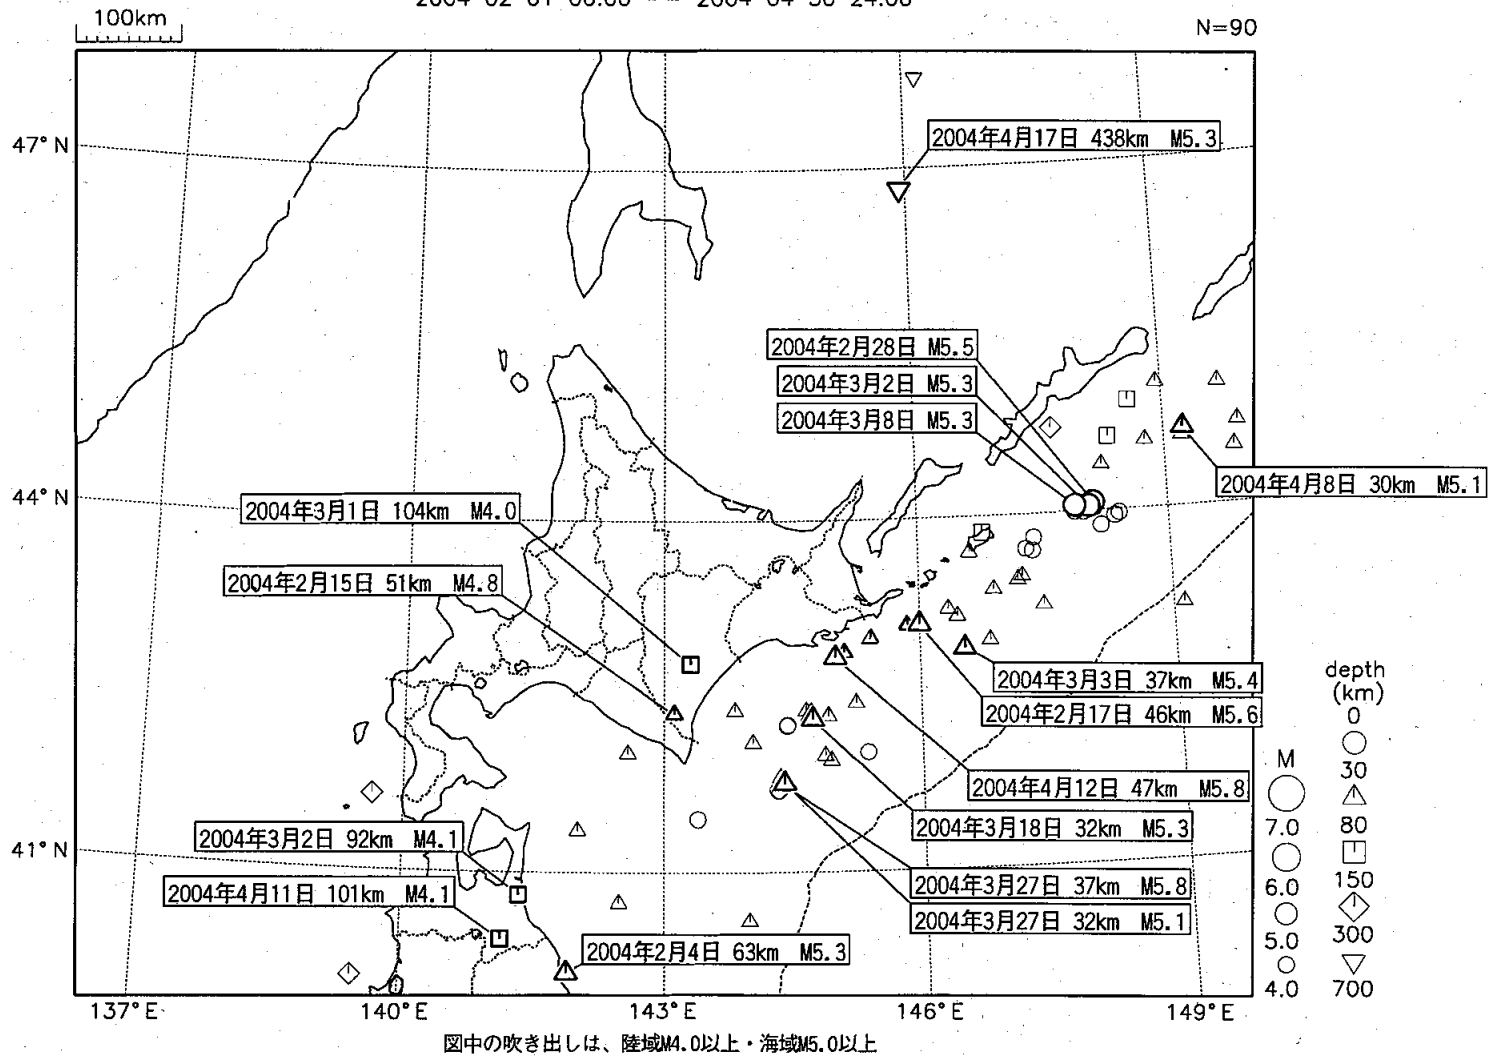 2004 02 01 00:00 -- 2004 04 30 24:00
100km
N=90
47°N
2004年4月17日 438km M5.3
2004年2月28日 M5.5
2004年3月2日 M5.3
2004年3月8日 M5.3
2004年4月8日 30km M5.1
44°N
2004年3月1日 104km M4.0
2004年2月15日 51km M4.8
2004年3月3日 37km M5.4
2004年2月17日 46km M5.6
2004年4月12日 47km M5.8
2004年3月18日 32km M5.3
41°N
2004年3月2日 92km M4.1
2004年3月27日 37km M5.8
2004年4月11日 101km M4.1
2004年3月27日 32km M5.1
2004年2月4日 63km M5.3
M
7.0
6.0
5.0
4.0
depth
(km)
0
30
80
150
300
700
137°E
140°E
143°E
146°E
149°E
図中の吹き出しは、陸域M4.0以上・海域M5.0以上